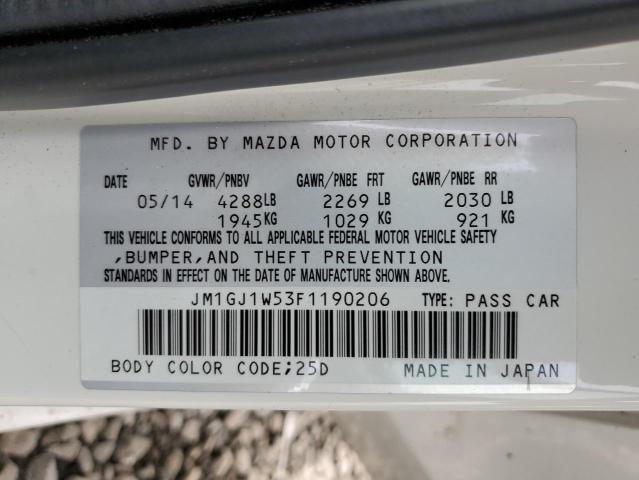 MFD. BY MAZDA MOTOR CORPORATION
DATE GVWR/PNBV GAWR/PNBE FRT GAWR/PNBE RR
05/14 4288LB 2269 LB 2030 LB
1945KG 1029 KG 921 KG
THIS VEHICLE CONFORMS TO ALL APPLICABLE FEDERAL MOTOR VEHICLE SAFETY
,BUMPER,AND THEFT PREVENTION
STANDARDS IN EFFECT ON THE DATE OF MANUFACTURE SHOWN ABOVE.
JM1GJ1W53F1190206 TYPE: PASS CAR
BODY COLOR CODE;25D MADE IN JAPAN